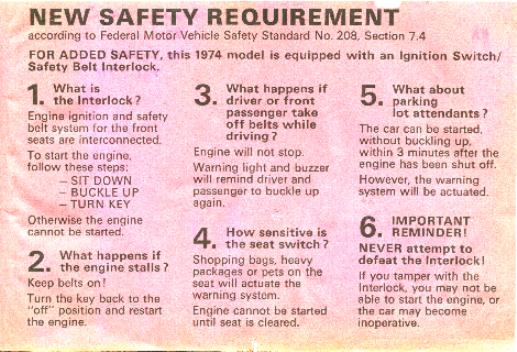 NEW SAFETY REQUIREMENT
according to Federal Motor Vehicle Safety Standard No. 208, Section 7.4
FOR ADDED SAFETY, this 1974 model is equipped with an Ignition Switch/
Safety Belt Interlock.
1. What is
the Interlock?
Engine ignition and safety
belt system for the front
seats are interconnected.
To start the engine,
follow these steps:
– SIT DOWN
– BUCKLE UP
– TURN KEY
Otherwise the engine
cannot be started.
2. What happens if
the engine stalls?
Keep belts on!
Turn the key back to the
"off" position and restart
the engine.
3. What happens if
driver or front
passenger take
off belts while
driving?
Engine will not stop.
Warning light and buzzer
will remind driver and
passenger to buckle up
again.
4. How sensitive is
the seat switch?
Shopping bags, heavy
packages or pets on the
seat will actuate the
warning system.
Engine cannot be started
until seat is cleared.
5. What about
parking
lot attendants?
The car can be started,
without buckling up,
within 3 minutes after the
engine has been shut off.
However, the warning
system will be actuated.
6. IMPORTANT
REMINDER!
NEVER attempt to
defeat the Interlock!
If you tamper with the
Interlock, you may not be
able to start the engine, or
the car may become
inoperative.